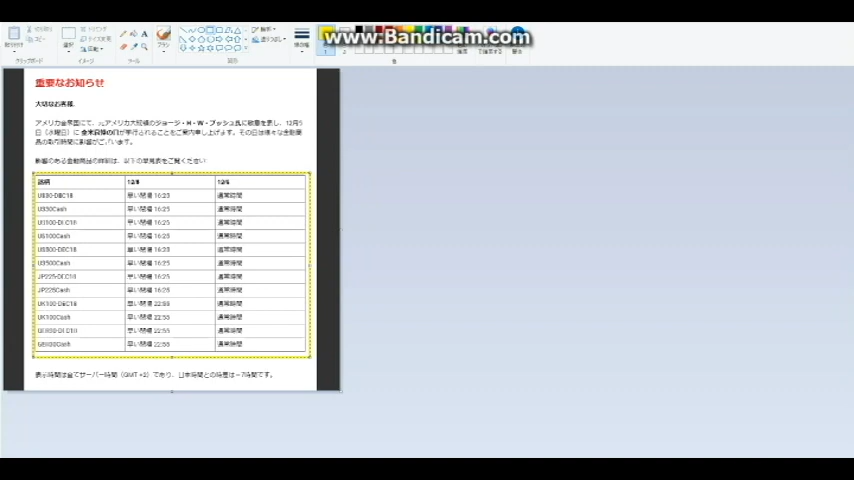 www.Bandicam.com
重要なお知らせ
大切なお客様,
アメリカ全米国にて、元アメリカ大統領のジョージ・H・W・ブッシュ氏に敬意を表し、12月5
日（水曜日）に 全米哀悼の日が挙行されることをご案内申し上げます。その日は様々な金融商
品の取引時間に影響がございます。
影響のある金融商品の詳細は、以下の早見表をご覧ください
銘柄
US30-DEC18 早い閉場 16:25 通常時間
US30Cash 早い閉場 16:25 通常時間
US100-DEC18 早い閉場 16:25 通常時間
US100Cash 早い閉場 16:25 通常時間
US500-DEC18 早い閉場 16:25 通常時間
US500Cash 早い閉場 16:25 通常時間
JP225-DEC18 早い閉場 16:25 通常時間
JP225Cash 早い閉場 16:25 通常時間
UK100-DEC18 早い閉場 22:55 通常時間
UK100Cash 早い閉場 22:55 通常時間
GER30-DEC18 早い閉場 22:55 通常時間
GER30Cash 早い閉場 22:55 通常時間
表示時間は全てサーバー時間（GMT +2）であり、日本時間との時差は－7時間です。